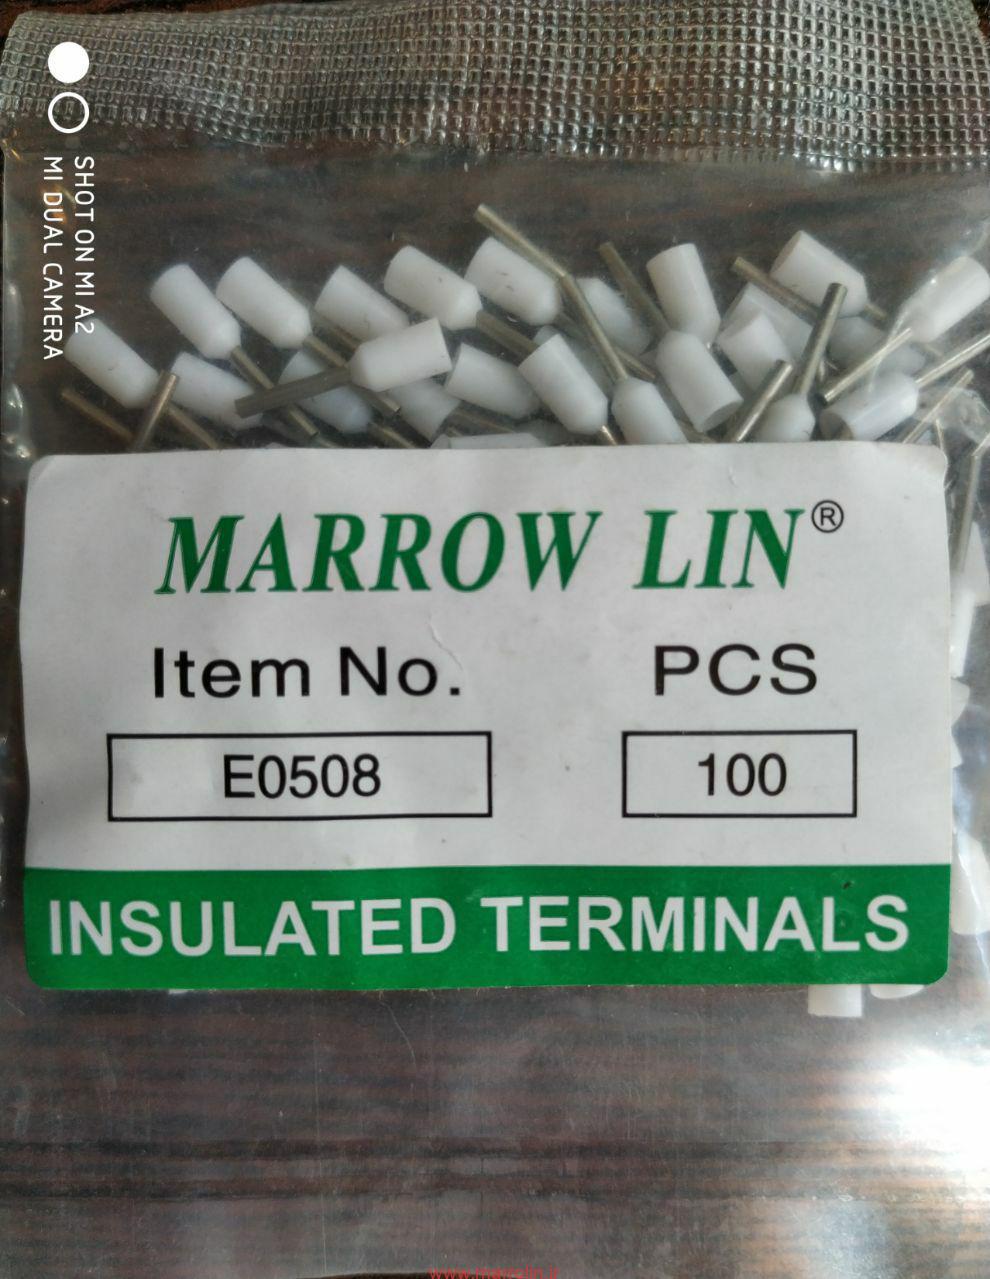 SHOT ON MI A2
MI DUAL CAMERA
MARROW LIN®
Item No. PCS
E0508 100
INSULATED TERMINALS